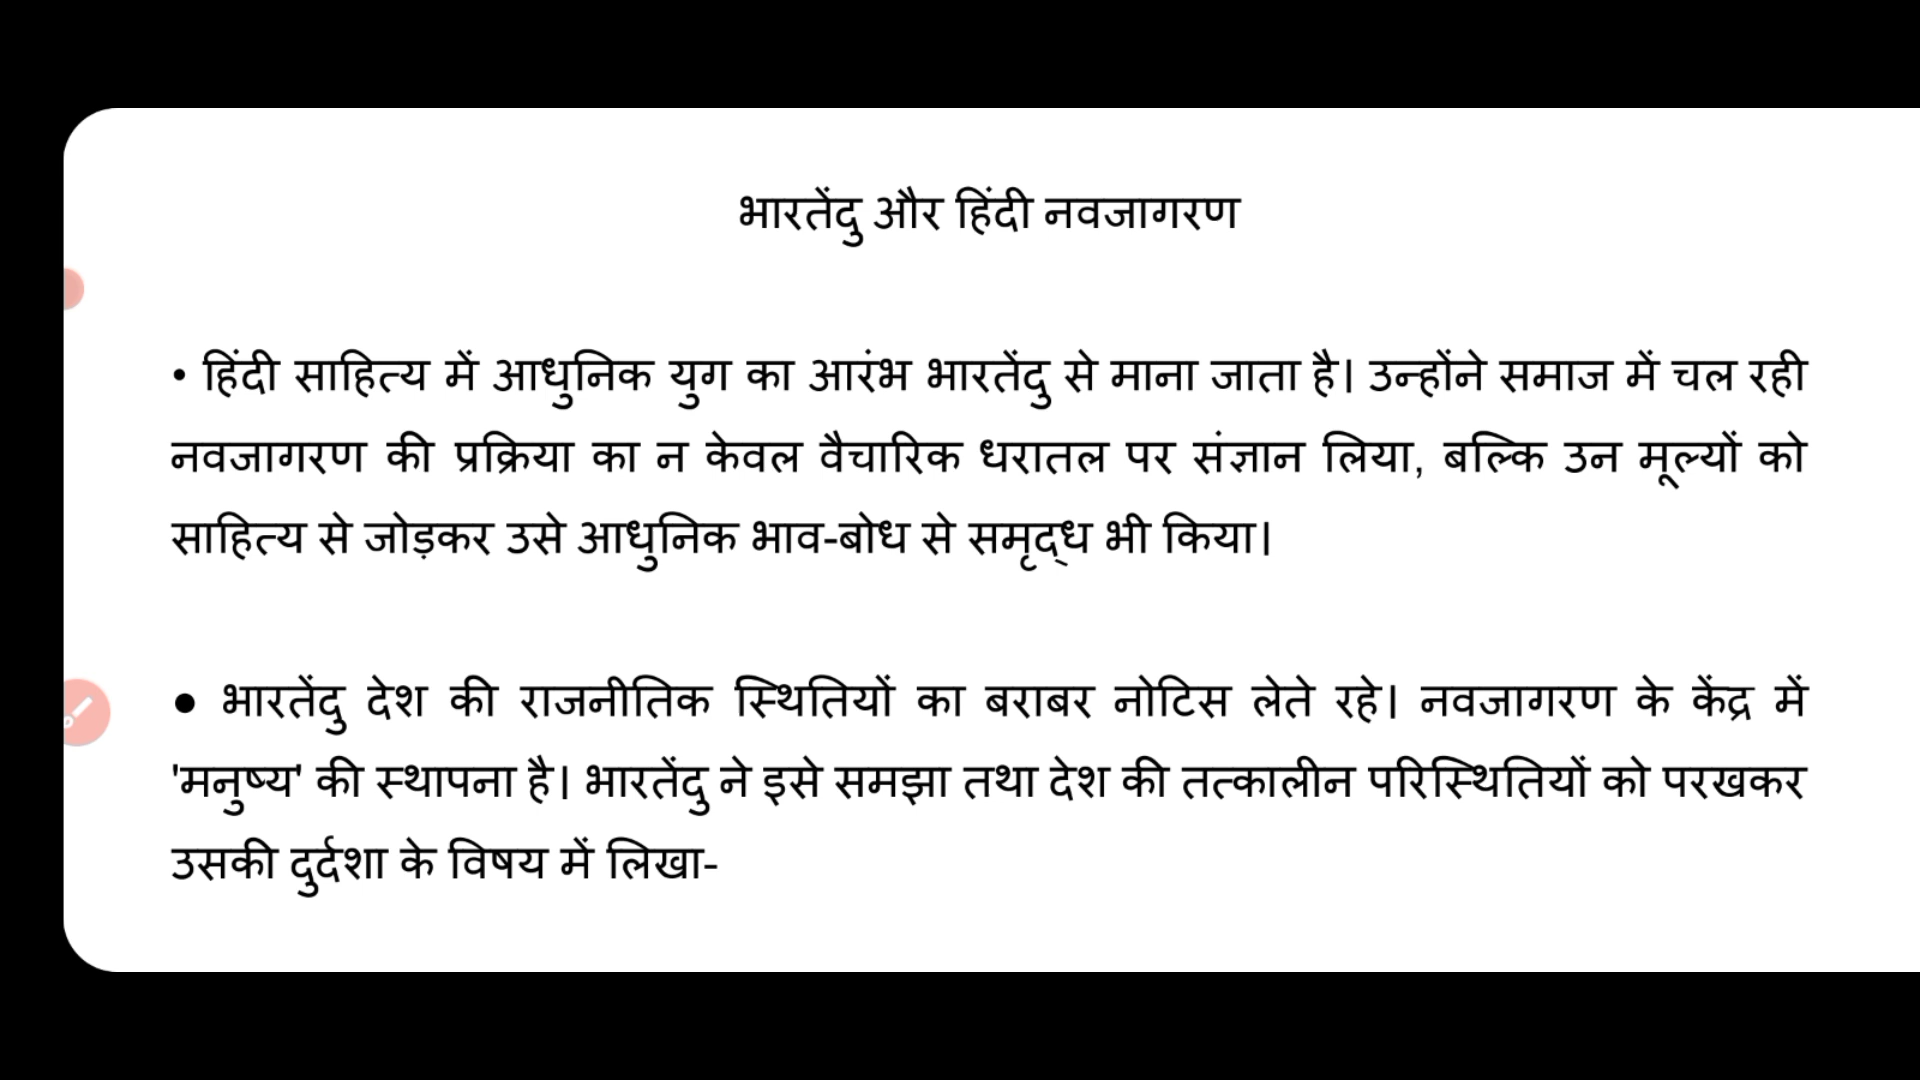 भारतेंदु और हिंदी नवजागरण
• हिंदी साहित्य में आधुनिक युग का आरंभ भारतेंदु से माना जाता है। उन्होंने समाज में चल रही
नवजागरण की प्रक्रिया का न केवल वैचारिक धरातल पर संज्ञान लिया, बल्कि उन मूल्यों को
साहित्य से जोड़कर उसे आधुनिक भाव-बोध से समृद्ध भी किया।
● भारतेंदु देश की राजनीतिक स्थितियों का बराबर नोटिस लेते रहे। नवजागरण के केंद्र में
'मनुष्य' की स्थापना है। भारतेंदु ने इसे समझा तथा देश की तत्कालीन परिस्थितियों को परखकर
उसकी दुर्दशा के विषय में लिखा-